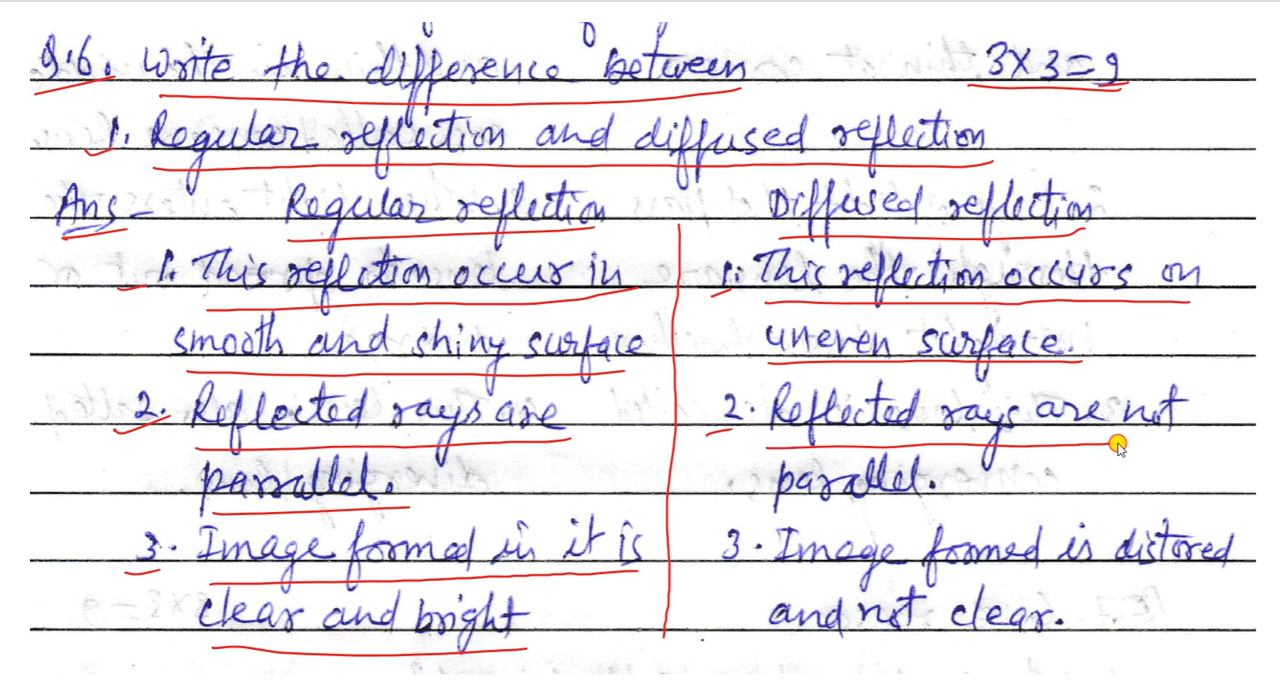 Q.6. Write the difference between 3×3=9
1. Regular reflection and diffused reflection
Ans- Regular reflection Diffused reflection
1. This reflction occur in
smooth and shiny surface
2. Reflected rays are
parrallel.
3. Image formed in it is
clear and bright
1. This reflection occurs on
uneven surface.
2. Reflected rays are not
parallel.
3. Image formed is distored
and not clear.